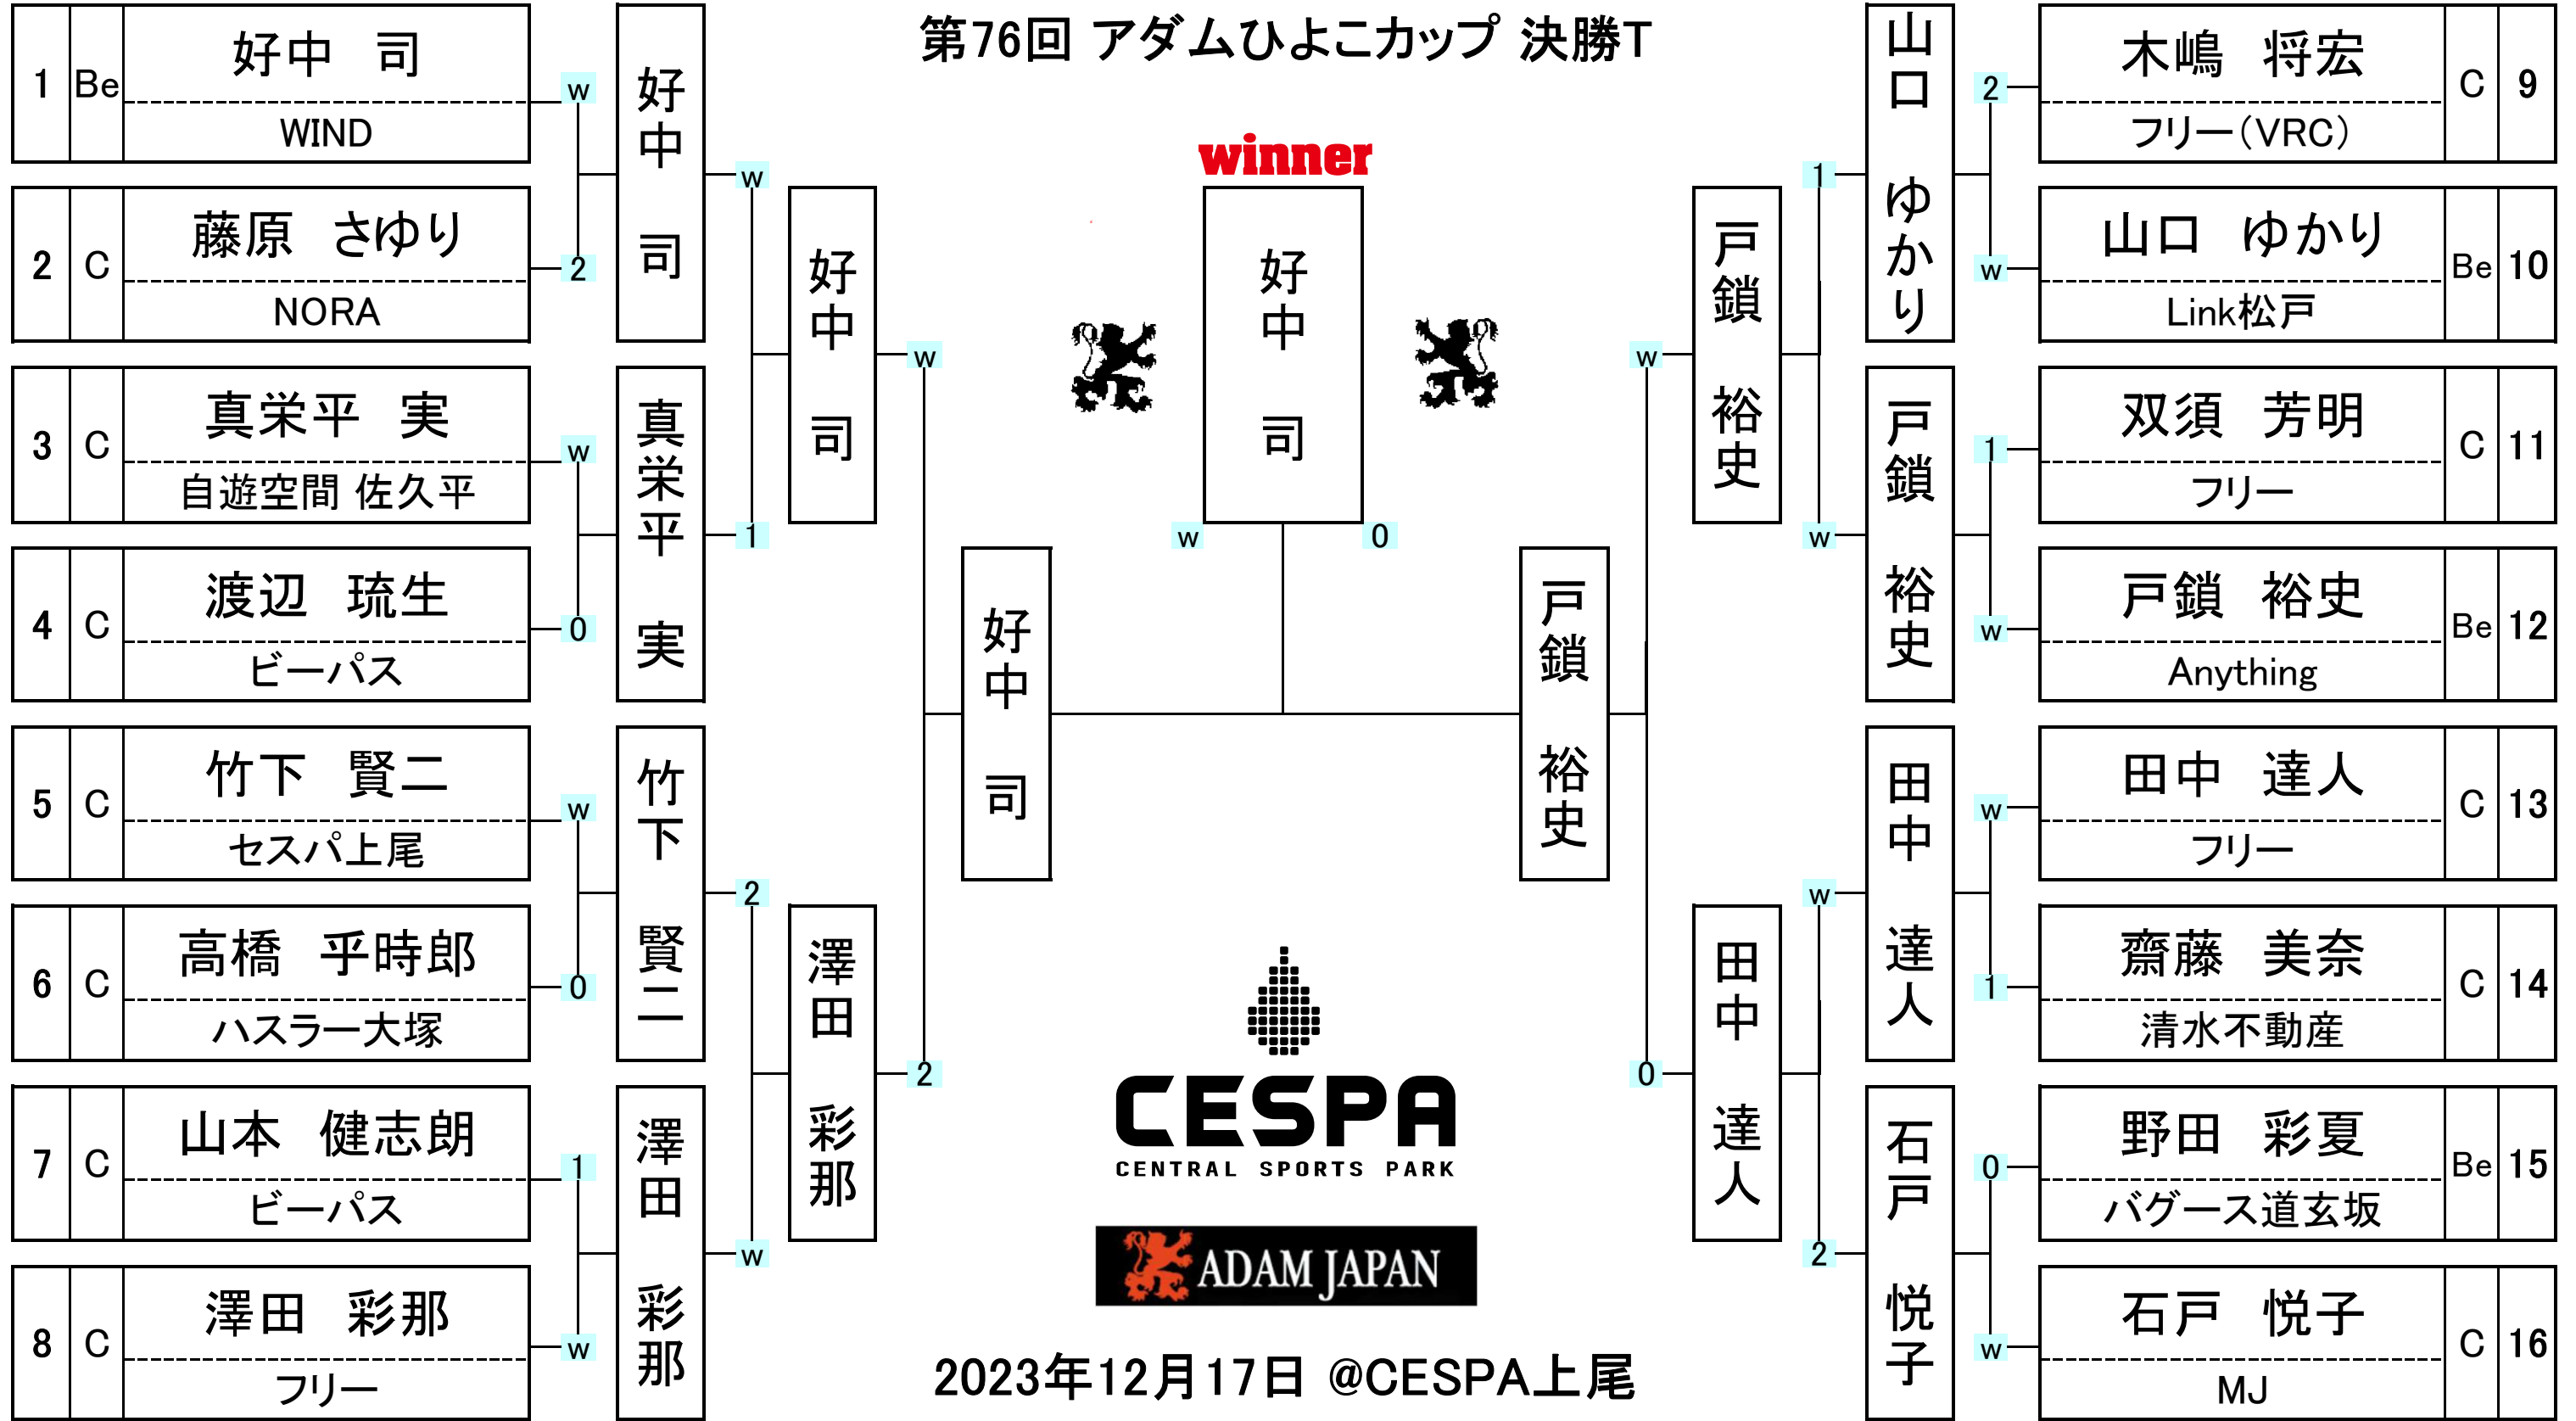 第76回 アダムひよこカップ 決勝T
1 Be 好中 司
WIND
w
2 C 藤原 さゆり
NORA
2
3 C 真栄平 実
自遊空間 佐久平
w
4 C 渡辺 琉生
ビーパス
0
5 C 竹下 賢二
セスパ上尾
w
6 C 高橋 乎時郎
ハスラー大塚
0
7 C 山本 健志朗
ビーパス
1
8 C 澤田 彩那
フリー
w
好中 司
w
真栄平 実
1
竹下 賢二
2
澤田 彩那
w
好中 司
w
澤田 彩那
2
好中 司
winner
好中 司
w
0
戸鎖 裕史
戸鎖 裕史
w
田中 達人
0
山口 ゆかり
1
戸鎖 裕史
w
田中 達人
w
石戸 悦子
2
2
木嶋 将宏 C 9
フリー(VRC)
w
山口 ゆかり Be 10
Link松戸
1
双須 芳明 C 11
フリー
w
戸鎖 裕史 Be 12
Anything
w
田中 達人 C 13
フリー
1
齋藤 美奈 C 14
清水不動産
0
野田 彩夏 Be 15
バグース道玄坂
w
石戸 悦子 C 16
MJ
CESPA
CENTRAL SPORTS PARK
ADAM JAPAN
2023年12月17日 @CESPA上尾